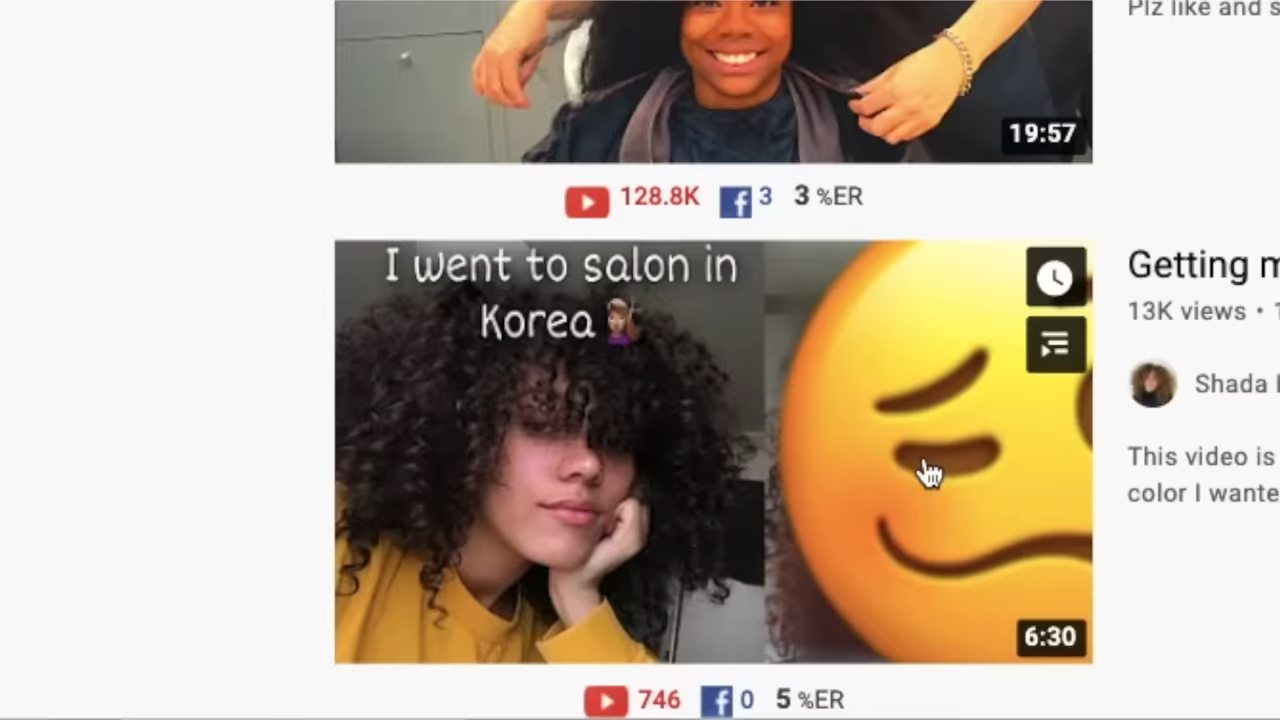 Plz like and s
19:57
128.8K 3 3 %ER
I went to salon in
Korea
6:30
Getting m
13K views • 1
Shada
This video is
color I wante
746 0 5 %ER